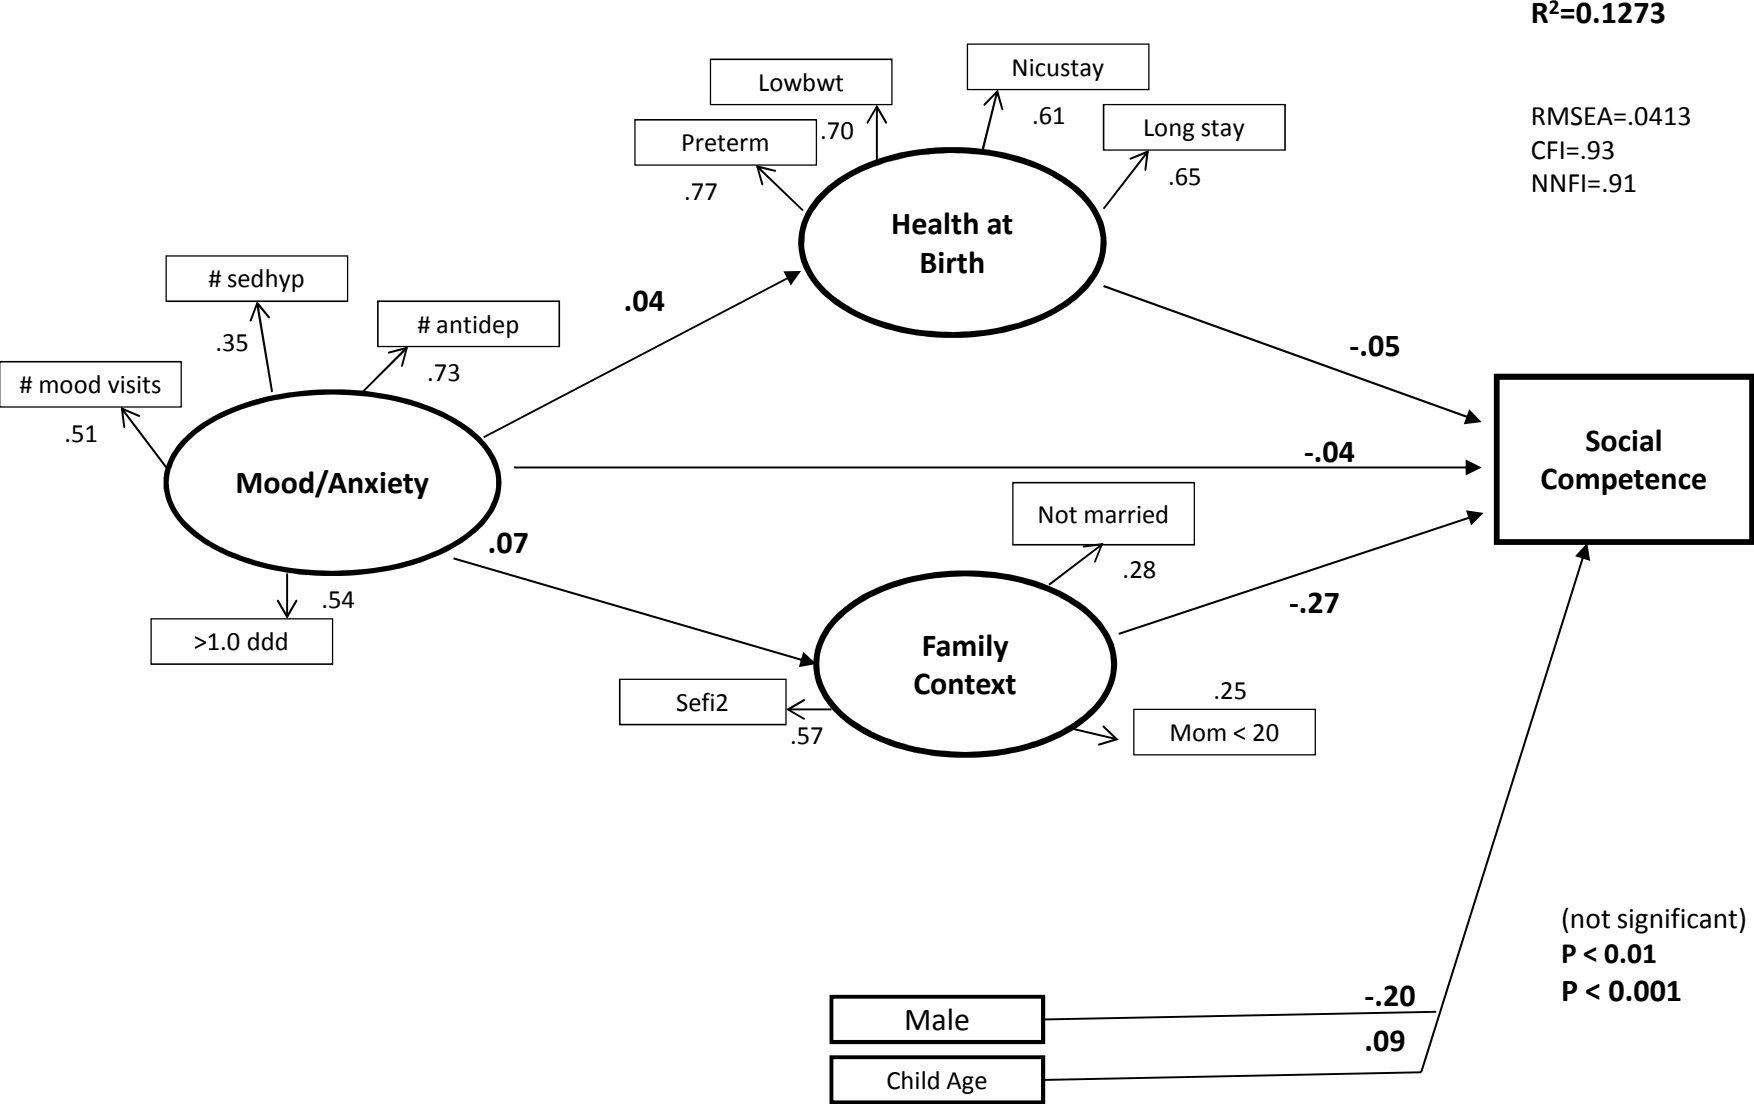 R²=0.1273
Nicustay
Lowbwt
.61
RMSEA=.0413
Long stay
.70
Preterm
CFI=.93
.65
.77
NNFI=.91
Health at
Birth
# sedhyp
.04
# antidep
.35
-.05
.73
# mood visits
.51
Social
Competence
-.04
Mood/Anxiety
Not married
.07
.28
.54
-.27
>1.0 ddd
Family
Context
.25
Sefi2
.57
Mom < 20
(not significant)
P < 0.01
P < 0.001
-.20
Male
.09
Child Age